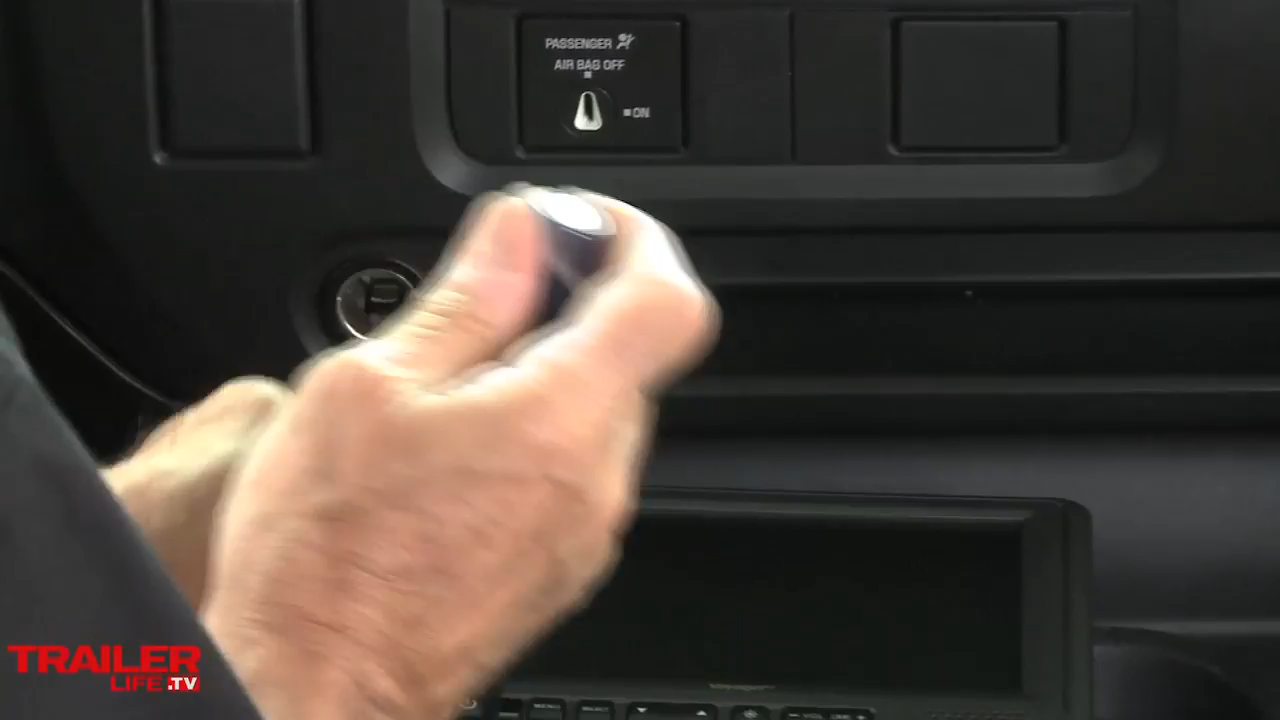 PASSENGER
AIR BAG OFF
ON
TRAILER
LIFE.TV